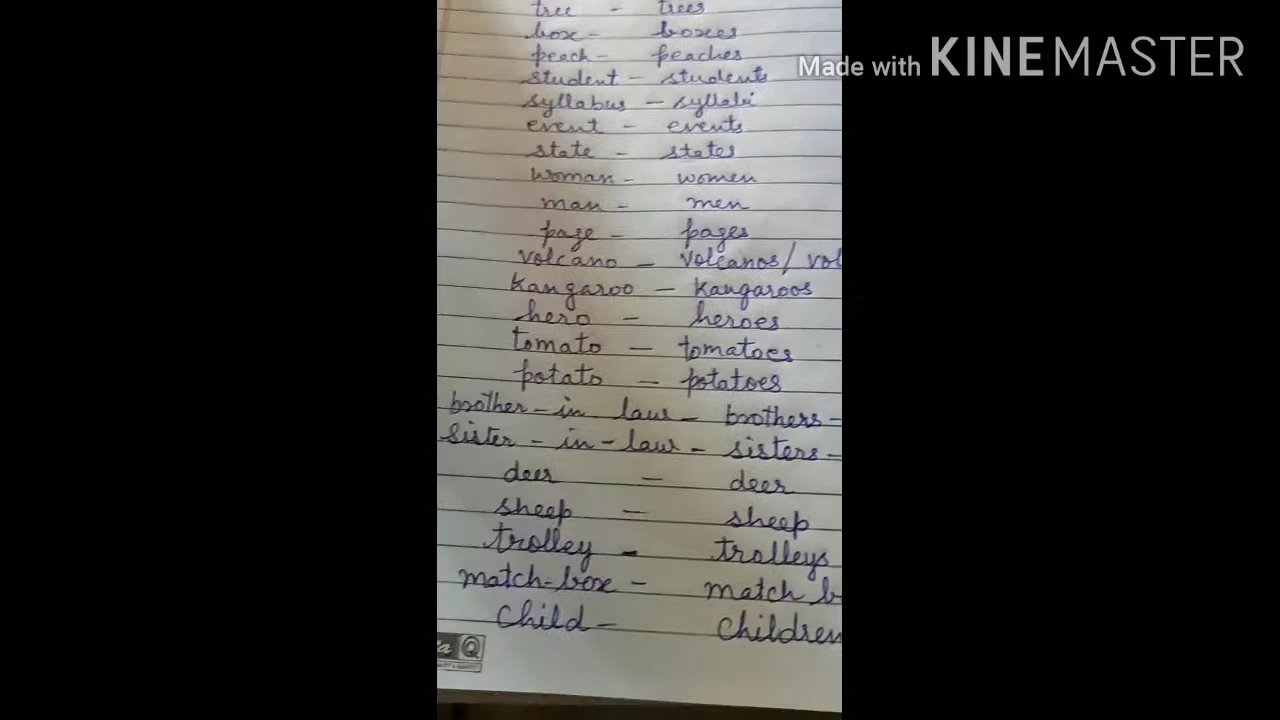 tree - trees
box - boxes
peach - peaches
student - students
Made with KINEMASTER
syllabus - syllabi
event - events
state - states
woman - women
man - men
page - pages
volcano - volcanos/ vol
kangaroo - kangaroos
hero - heroes
tomato - tomatoes
potato - potatoes
brother-in law - brothers-
sister-in-law - sisters-
deer - deer
sheep - sheep
trolley - trolleys
match-box - match b
child - children